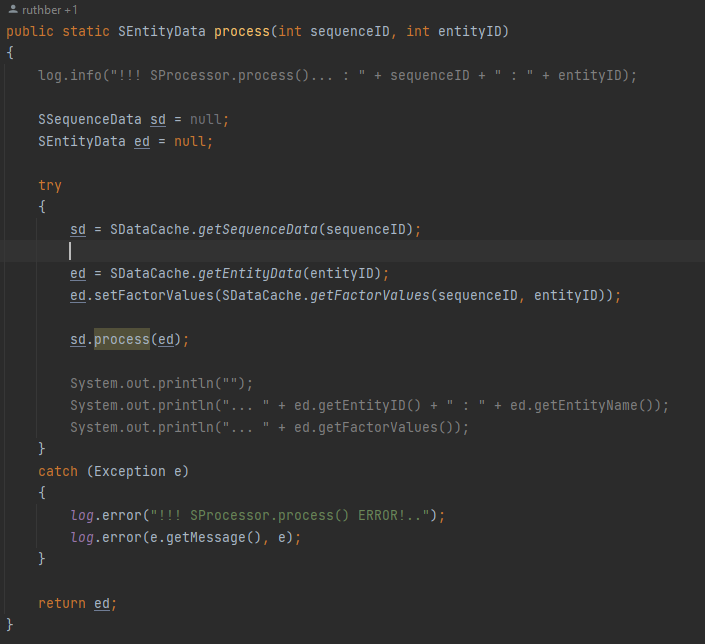 ruthber +1
public static SEntityData process(int sequenceID, int entityID)
{
log.info("!!! SProcessor.process()... : " + sequenceID + " : " + entityID);
SSequenceData sd = null;
SEntityData ed = null;
try
{
sd = SDataCache.getSequenceData(sequenceID);
ed = SDataCache.getEntityData(entityID);
ed.setFactorValues(SDataCache.getFactorValues(sequenceID, entityID));
sd.process(ed);
System.out.println("");
System.out.println("... " + ed.getEntityID() + " : " + ed.getEntityName());
System.out.println("... " + ed.getFactorValues());
}
catch (Exception e)
{
log.error("!!! SProcessor.process() ERROR!..");
log.error(e.getMessage(), e);
}
return ed;
}